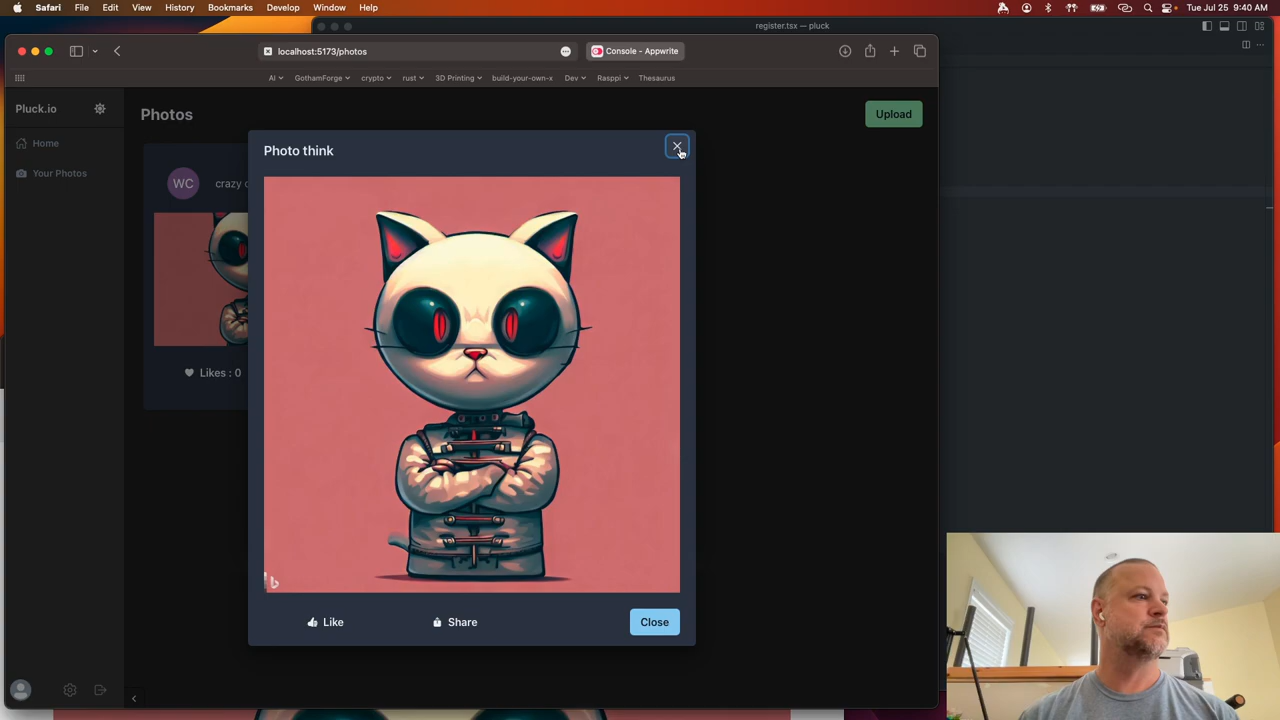 Safari File Edit View History Bookmarks Develop Window Help Tue Jul 25 9:40 AM
register.tsx — pluck
localhost:5173/photos Console - Appwrite
AI GothamForge crypto rust 3D Printing build-your-own-x Dev Rasppi Thesaurus
Pluck.io
Photos
Upload
Home
Your Photos
Photo think
WC
crazy
Likes : 0
b
Like Share Close